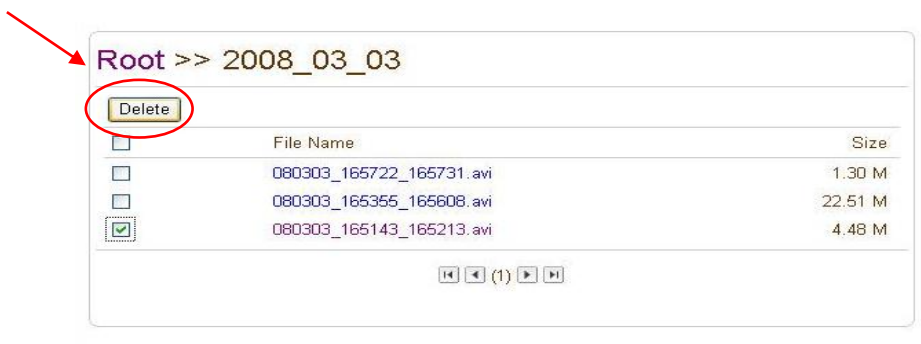 Root >> 2008_03_03
Delete
File Name Size
080303_165722_165731.avi 1.30 M
080303_165355_165608.avi 22.51 M
080303_165143_165213.avi 4.48 M
(1)